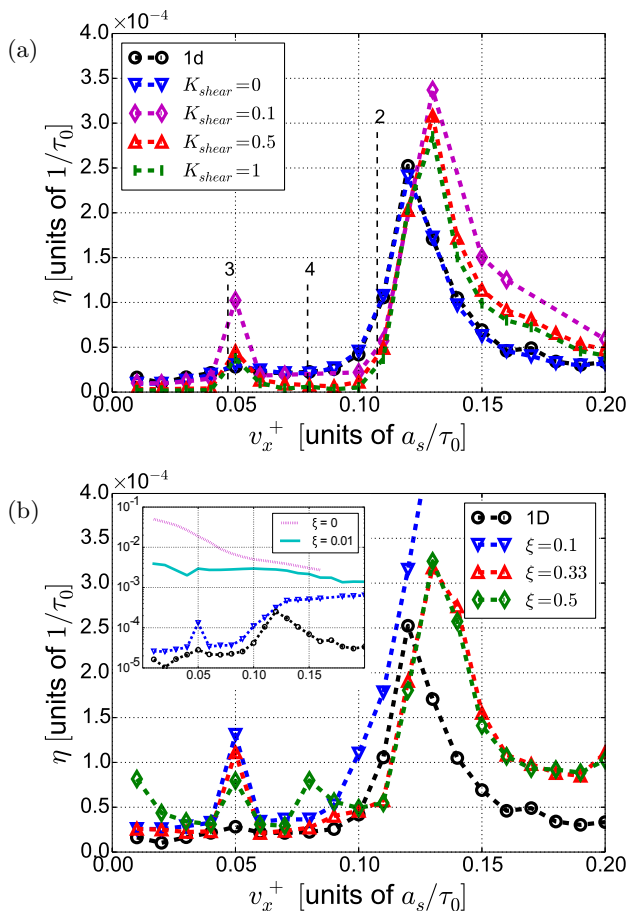 (a)
×10⁻⁴
4.0
3.5
3.0
2.5
2.0
1.5
1.0
0.5
0.0
η [units of 1/τ₀]
1d
K_shear=0
K_shear=0.1
K_shear=0.5
K_shear=1
3
4
2
0.05
0.10
0.15
0.20
v_x⁺ [units of a_s/τ₀]
(b)
×10⁻⁴
4.0
3.5
3.0
2.5
2.0
1.5
1.0
0.5
0.0
η [units of 1/τ₀]
10⁻¹
10⁻²
10⁻³
10⁻⁴
10⁻⁵
0.05
0.10
0.15
ξ = 0
ξ = 0.01
1D
ξ=0.1
ξ=0.33
ξ=0.5
0.05
0.10
0.15
0.20
v_x⁺ [units of a_s/τ₀]